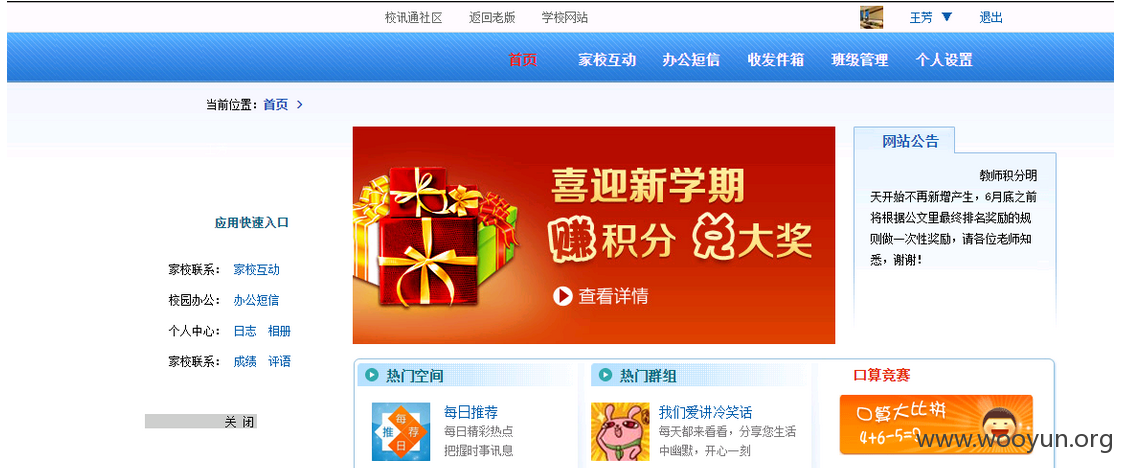 校讯通社区 返回老版 学校网站 王芳 ▼ 退出
首页 家校互动 办公短信 收发件箱 班级管理 个人设置
当前位置：首页 >
喜迎新学期
赚积分 兑大奖
查看详情
网站公告
教师积分明
天开始不再新增产生，6月底之前
将根据公文里最终排名奖励的规
则做一次性奖励，请各位老师知
悉，谢谢！
应用快速入口
家校联系： 家校互动
校园办公： 办公短信
个人中心： 日志 相册
家校联系： 成绩 评语
关 闭
热门空间
每日推荐
每日推荐
每日精彩热点
把握时事讯息
热门群组
我们爱讲冷笑话
每天都来看看，分享您生活
中幽默，开心一刻
口算竞赛
口算大比拼
4+6-5=?
www.wooyun.org